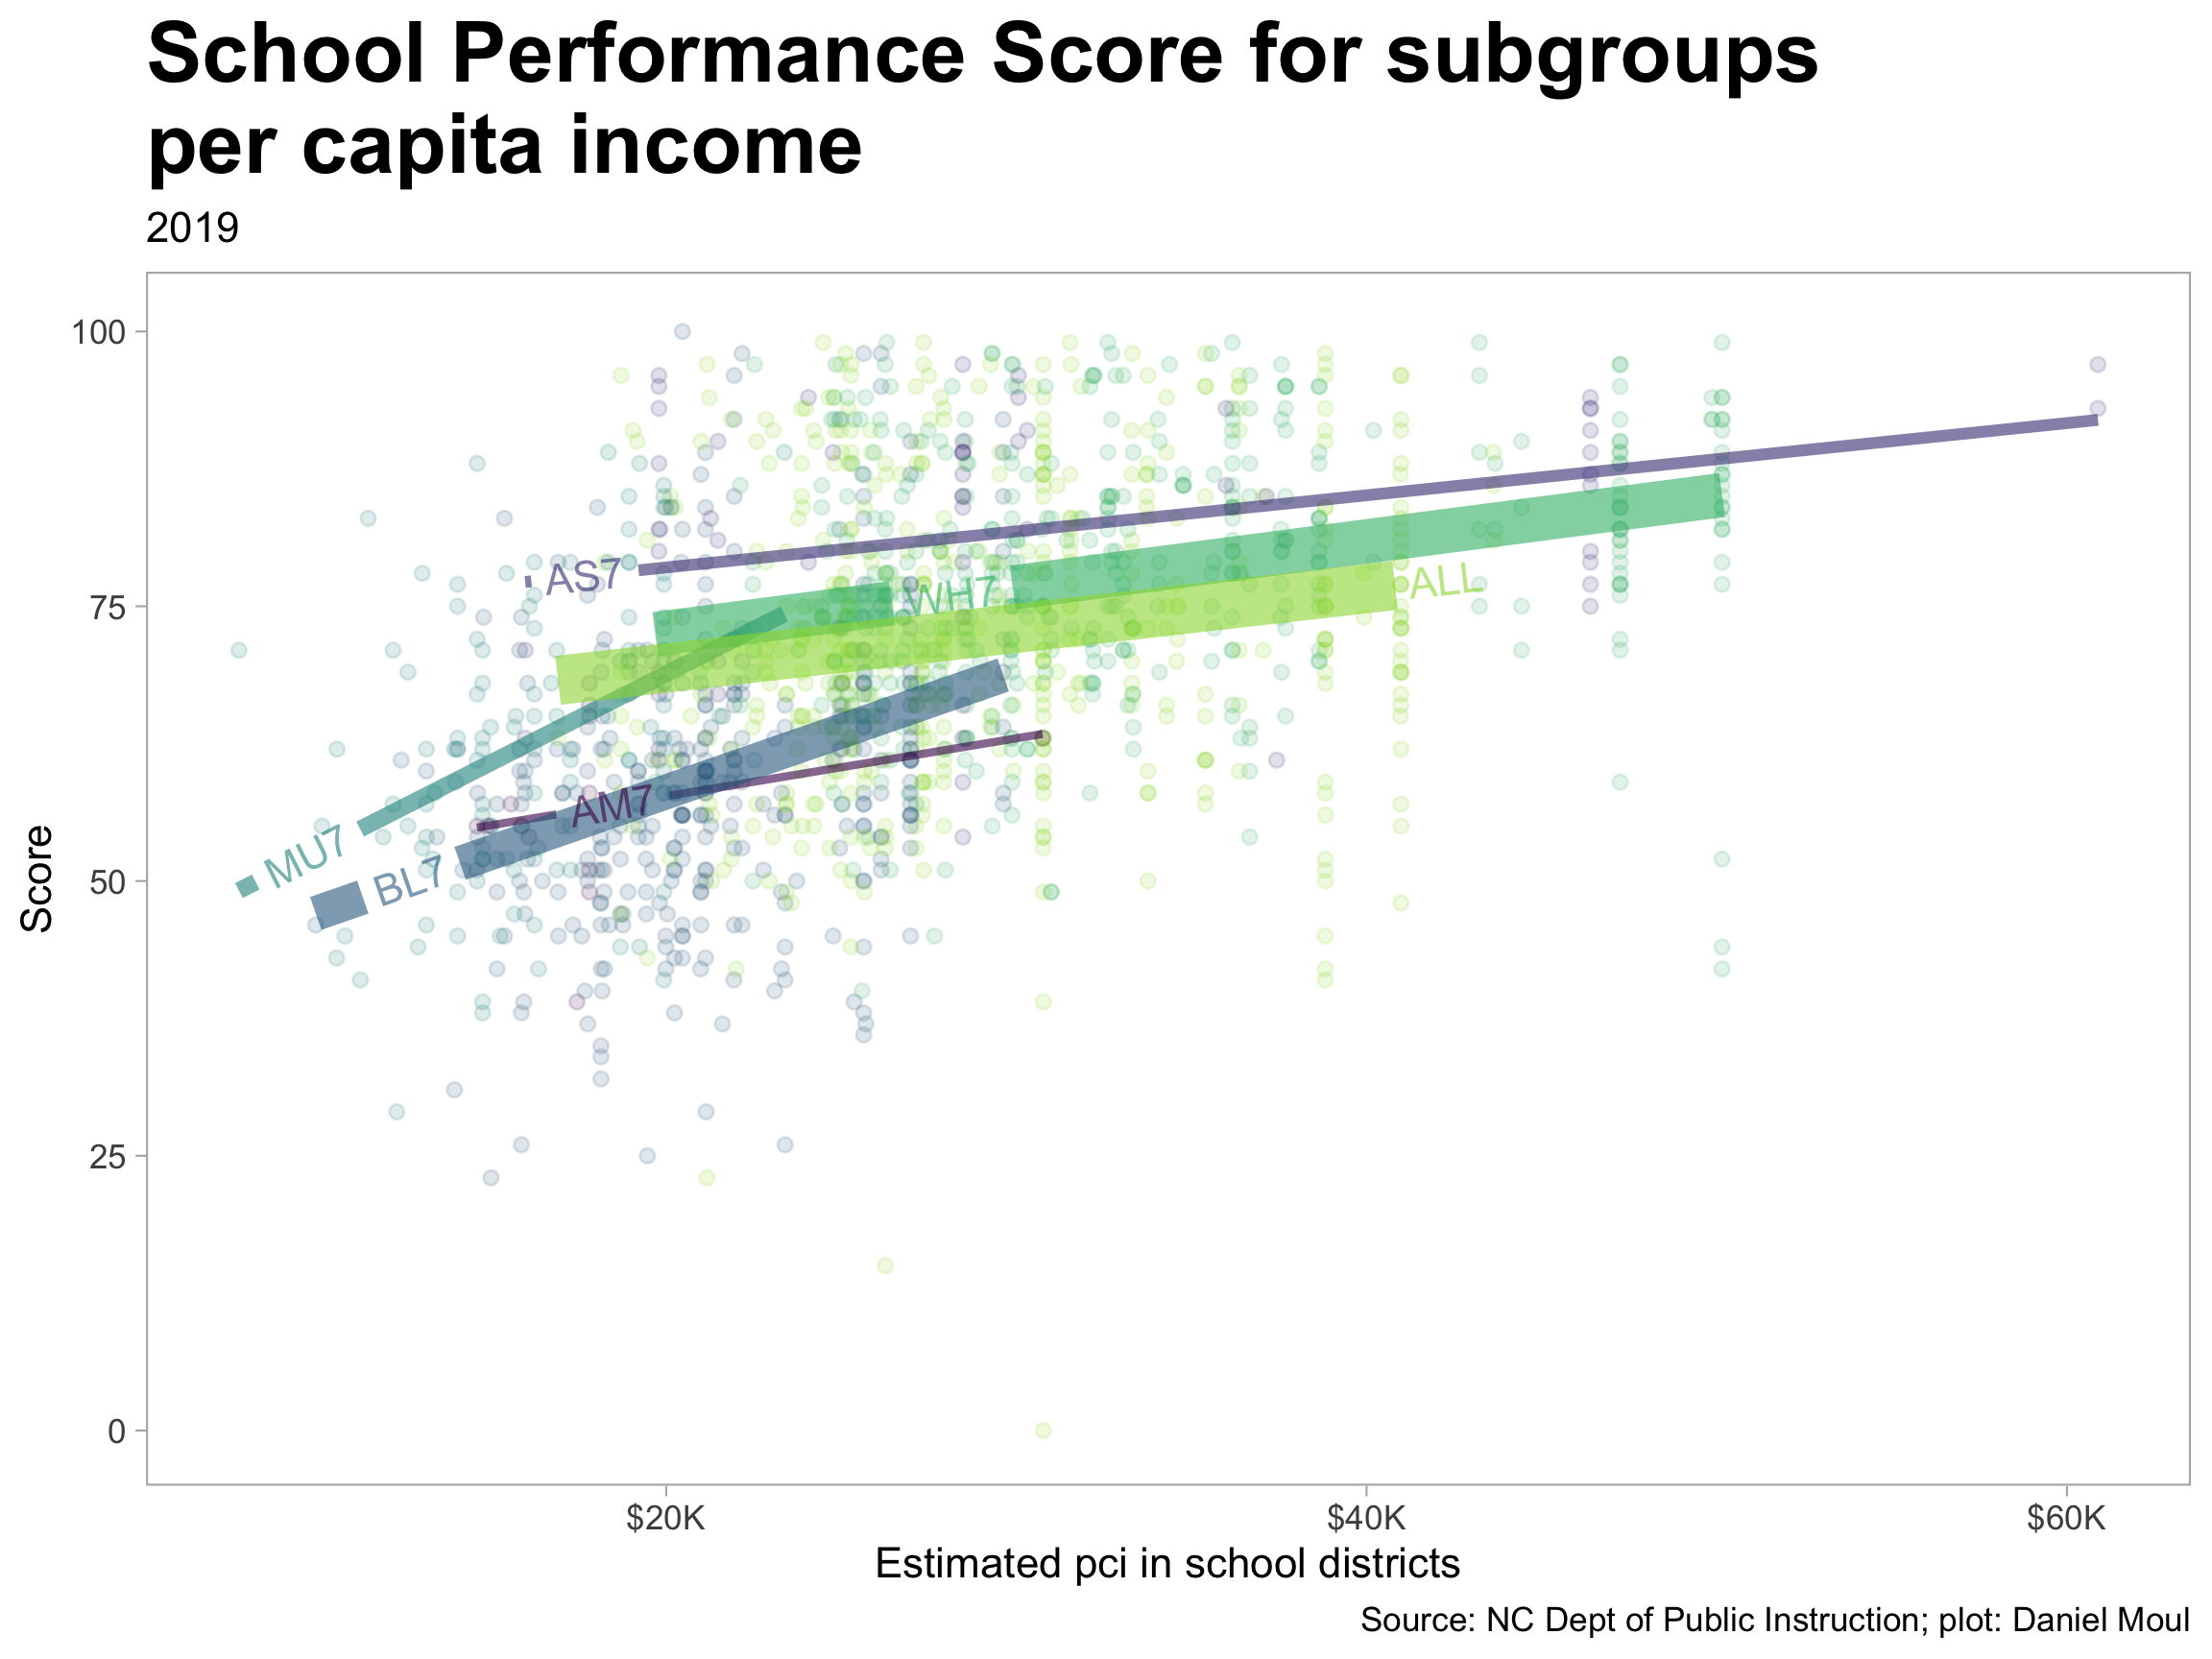 School Performance Score for subgroups
per capita income
2019
100
75
50
25
0
Score
AS7
WH7
ALL
MU7
BL7
AM7
$20K
$40K
$60K
Estimated pci in school districts
Source: NC Dept of Public Instruction; plot: Daniel Moul